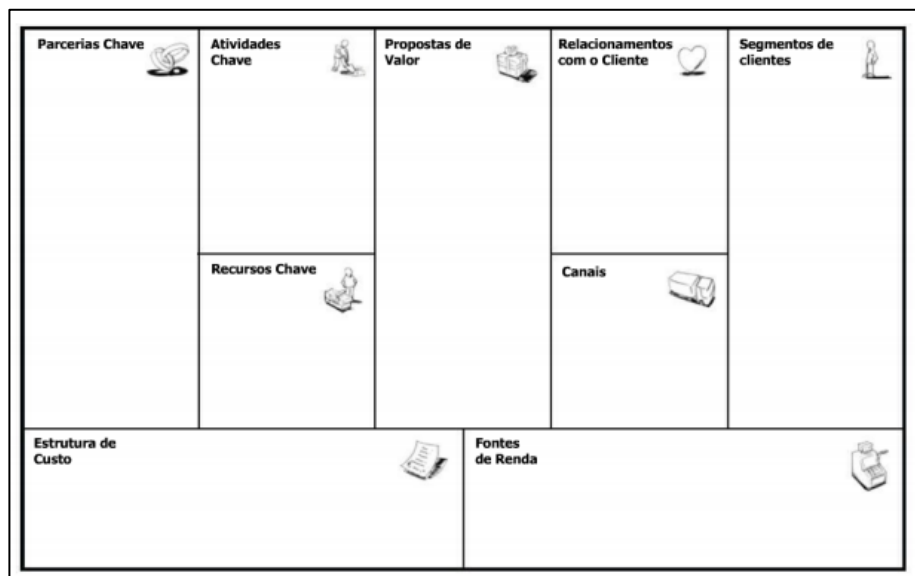 Parcerias Chave
Atividades
Chave
Propostas de
Valor
Relacionamentos
com o Cliente
Segmentos de
clientes
Recursos Chave
Canais
Estrutura de
Custo
Fontes
de Renda